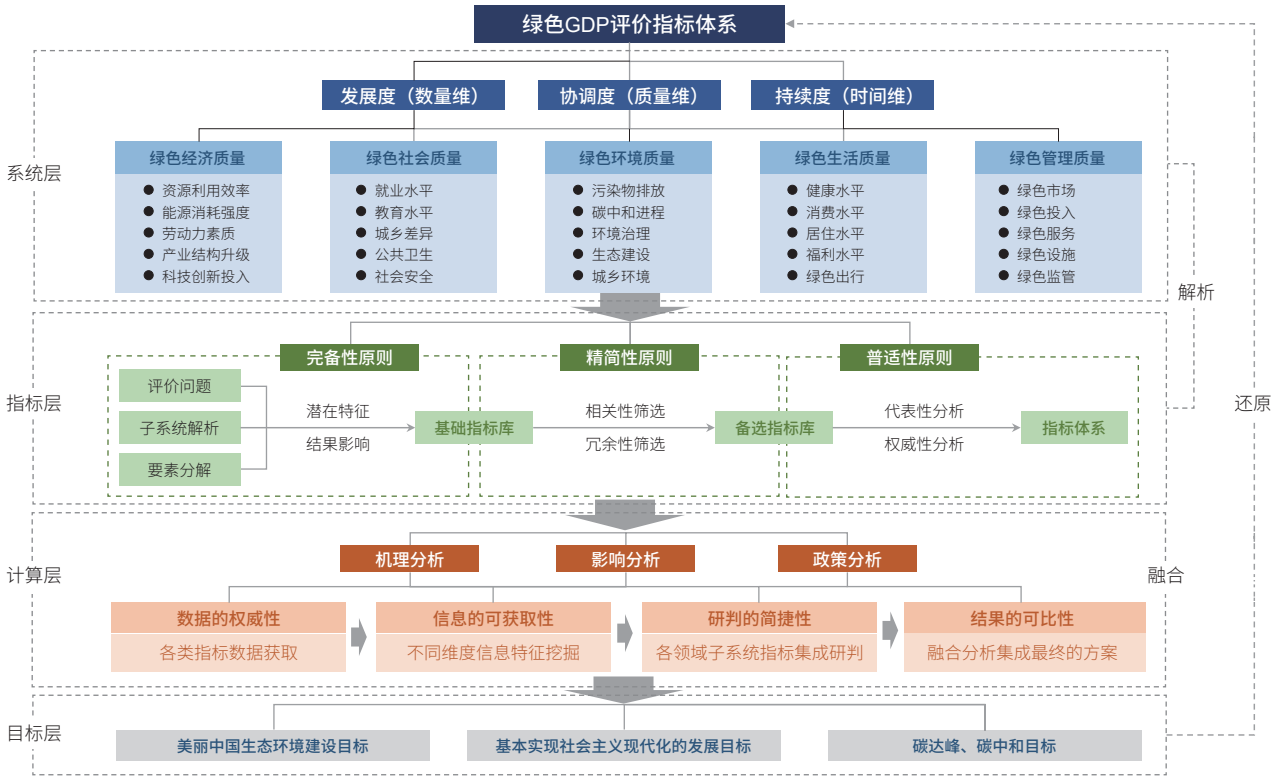 绿色GDP评价指标体系
发展度（数量维）
协调度（质量维）
持续度（时间维）
系统层
绿色经济质量
资源利用效率
能源消耗强度
劳动力素质
产业结构升级
科技创新投入
绿色社会质量
就业水平
教育水平
城乡差异
公共卫生
社会安全
绿色环境质量
污染物排放
碳中和进程
环境治理
生态建设
城乡环境
绿色生活质量
健康水平
消费水平
居住水平
福利水平
绿色出行
绿色管理质量
绿色市场
绿色投入
绿色服务
绿色设施
绿色监管
解析
还原
指标层
完备性原则
精简性原则
普适性原则
评价问题
子系统解析
要素分解
潜在特征
结果影响
基础指标库
相关性筛选
冗余性筛选
备选指标库
代表性分析
权威性分析
指标体系
计算层
机理分析
影响分析
政策分析
融合
数据的权威性
各类指标数据获取
信息的可获取性
不同维度信息特征挖掘
研判的简捷性
各领域子系统指标集成研判
结果的可比性
融合分析集成最终的方案
目标层
美丽中国生态环境建设目标
基本实现社会主义现代化的发展目标
碳达峰、碳中和目标